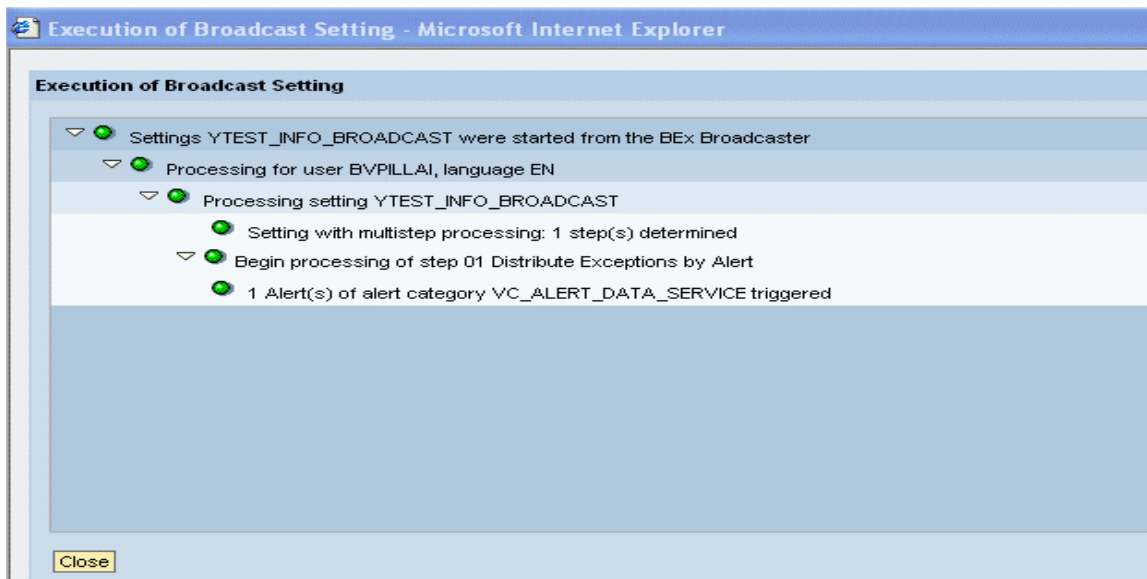 Execution of Broadcast Setting - Microsoft Internet Explorer
Execution of Broadcast Setting
Settings YTEST_INFO_BROADCAST were started from the BEx Broadcaster
Processing for user BVPILLAI, language EN
Processing setting YTEST_INFO_BROADCAST
Setting with multistep processing: 1 step(s) determined
Begin processing of step 01 Distribute Exceptions by Alert
1 Alert(s) of alert category VC_ALERT_DATA_SERVICE triggered
Close